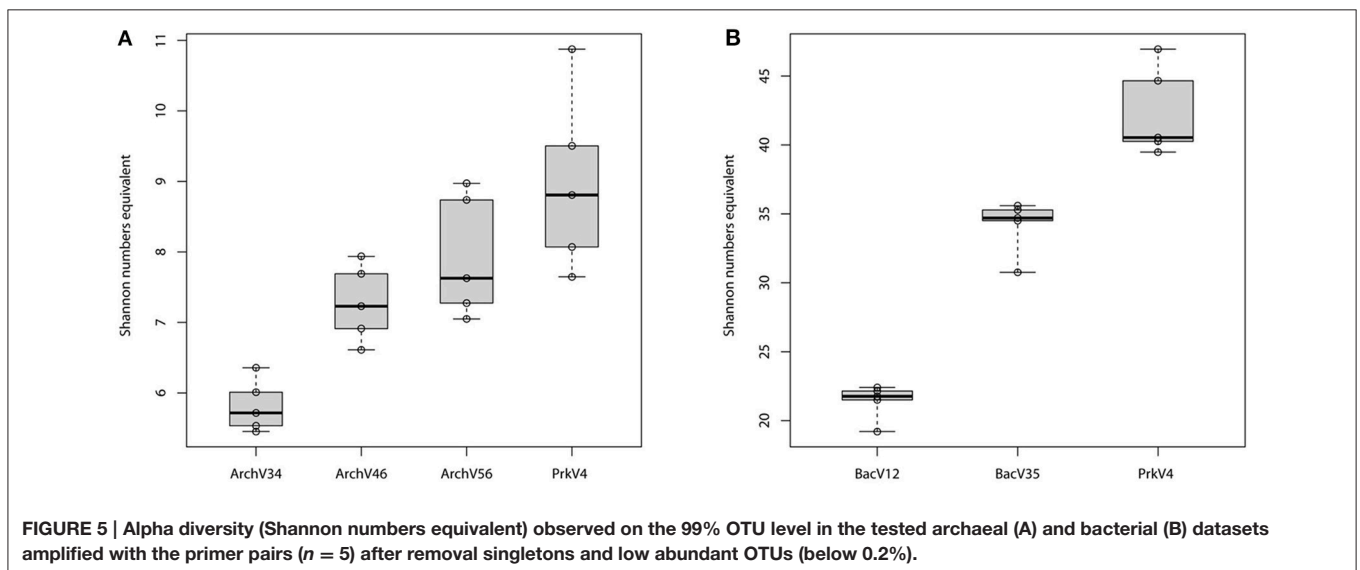 A
11
10
9
8
7
6
Shannon numbers equivalent
ArchV34 ArchV46 ArchV56 PrkV4
B
45
40
35
30
25
20
Shannon numbers equivalent
BacV12 BacV35 PrkV4
FIGURE 5 | Alpha diversity (Shannon numbers equivalent) observed on the 99% OTU level in the tested archaeal (A) and bacterial (B) datasets
amplified with the primer pairs (n = 5) after removal singletons and low abundant OTUs (below 0.2%).